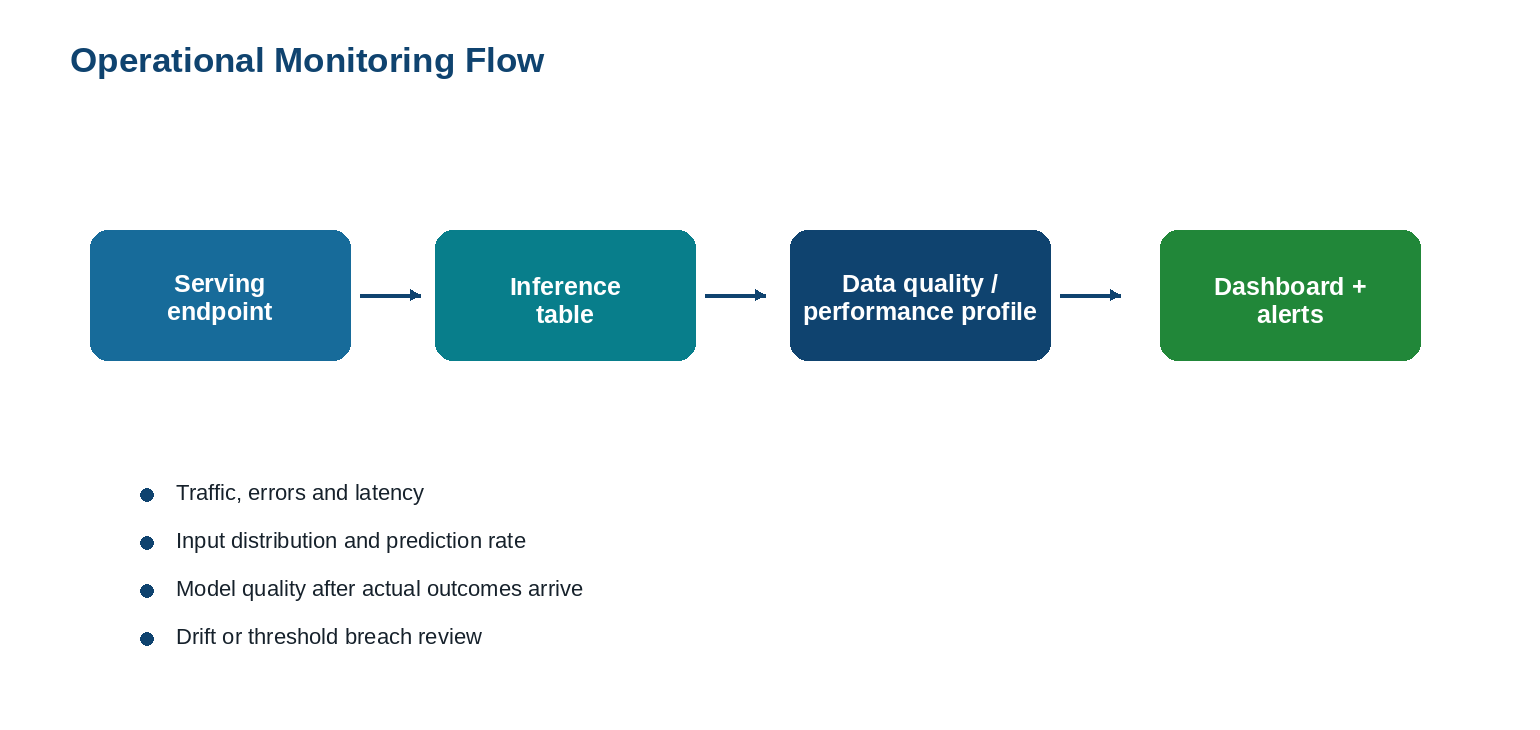 Operational Monitoring Flow
Serving
endpoint
Inference
table
Data quality /
performance profile
Dashboard +
alerts
Traffic, errors and latency
Input distribution and prediction rate
Model quality after actual outcomes arrive
Drift or threshold breach review